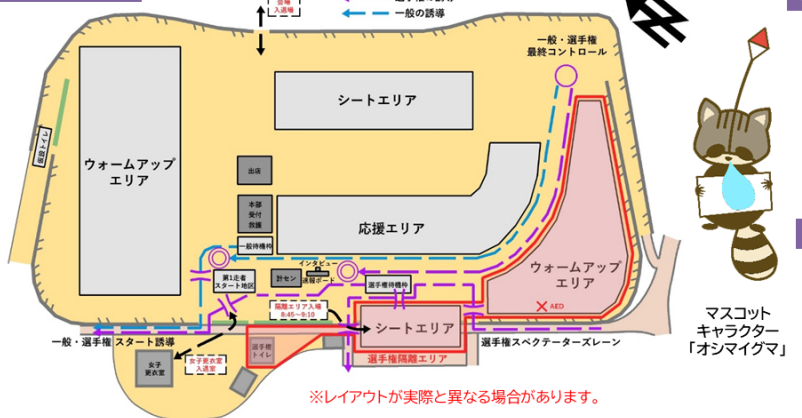 会場
入退場
一般の誘導
一般・選手権
最終コントロール
シートエリア
ウォームアップ
エリア
出店
本部
受付
救護
応援エリア
一般待機枠
インタビュー
第1走者
スタート地区
計セン
速報ボード
選手権待機枠
ウォームアップ
エリア
AED
隔離エリア入場
8:45~9:10
シートエリア
一般・選手権 スタート誘導
選手権
トイレ
選手権隔離エリア
選手権スペクテーターズレーン
女子
更衣室
女子更衣室
入退室
マスコット
キャラクター
「オシマイグマ」
※レイアウトが実際と異なる場合があります。